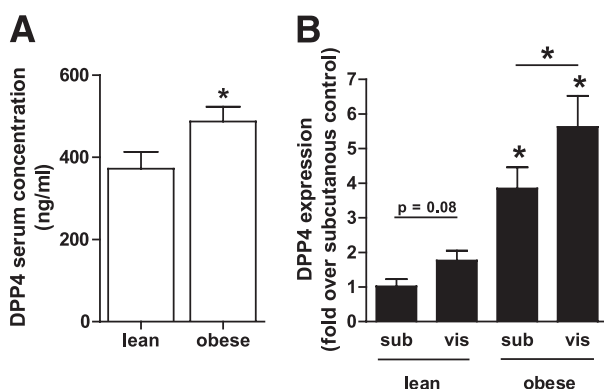 A
DPP4 serum concentration
(ng/ml)
600
400
200
0
*
lean
obese
B
DPP4 expression
(fold over subcutanous control)
7
6
5
4
3
2
1
0
p = 0.08
*
*
*
sub
vis
sub
vis
lean
obese